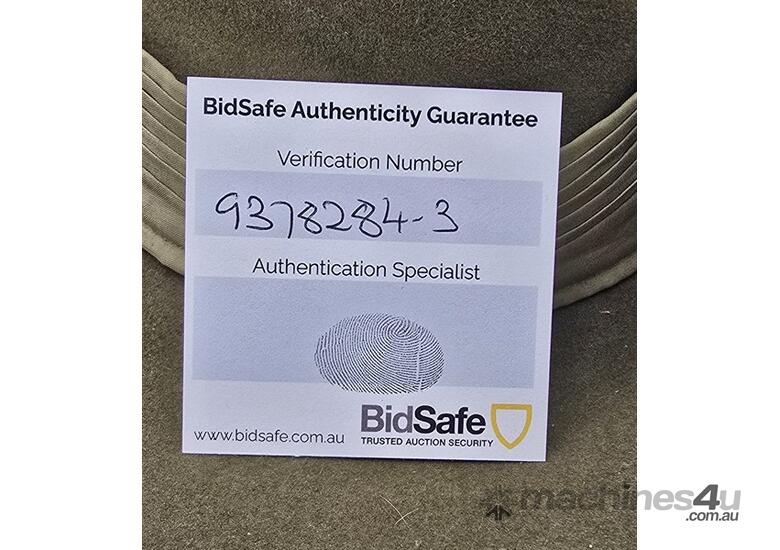 BidSafe Authenticity Guarantee
Verification Number
9378284-3
Authentication Specialist
BidSafe
TRUSTED AUCTION SECURITY
www.bidsafe.com.au
machines4u
.com.au